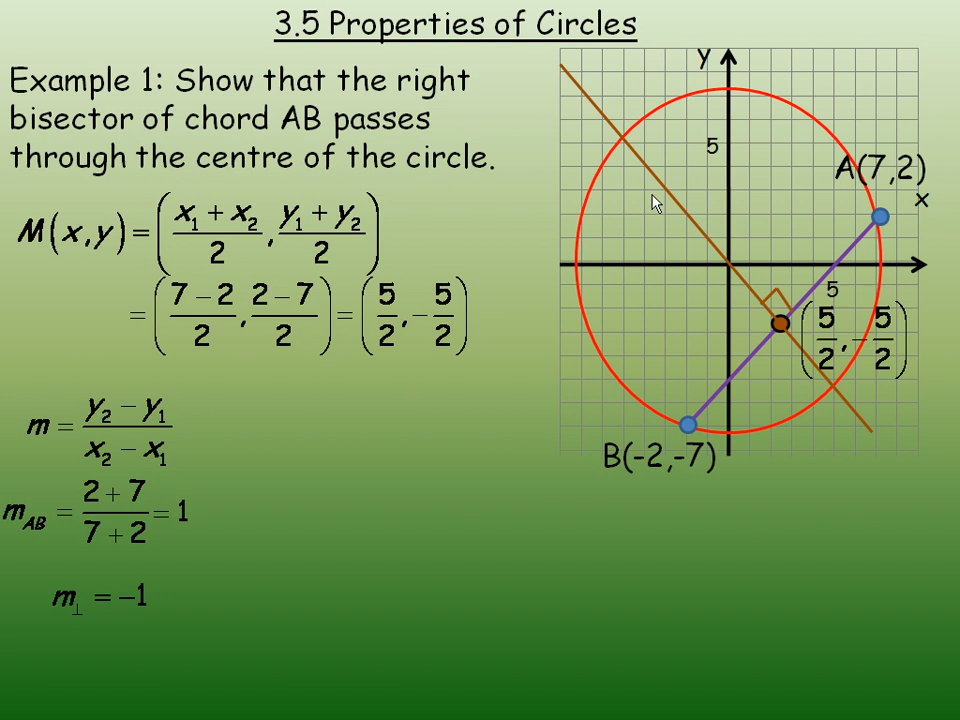 3.5 Properties of Circles
Example 1: Show that the right
bisector of chord AB passes
through the centre of the circle.
M(x,y) = ((x₁ + x₂)/2, (y₁ + y₂)/2)
= ((7 − 2)/2, (2 − 7)/2) = (5/2, −5/2)
m = (y₂ − y₁)/(x₂ − x₁)
m_AB = (2 + 7)/(7 + 2) = 1
m_⊥ = −1
y
5
A(7,2)
x
5
(5/2, −5/2)
B(-2,-7)